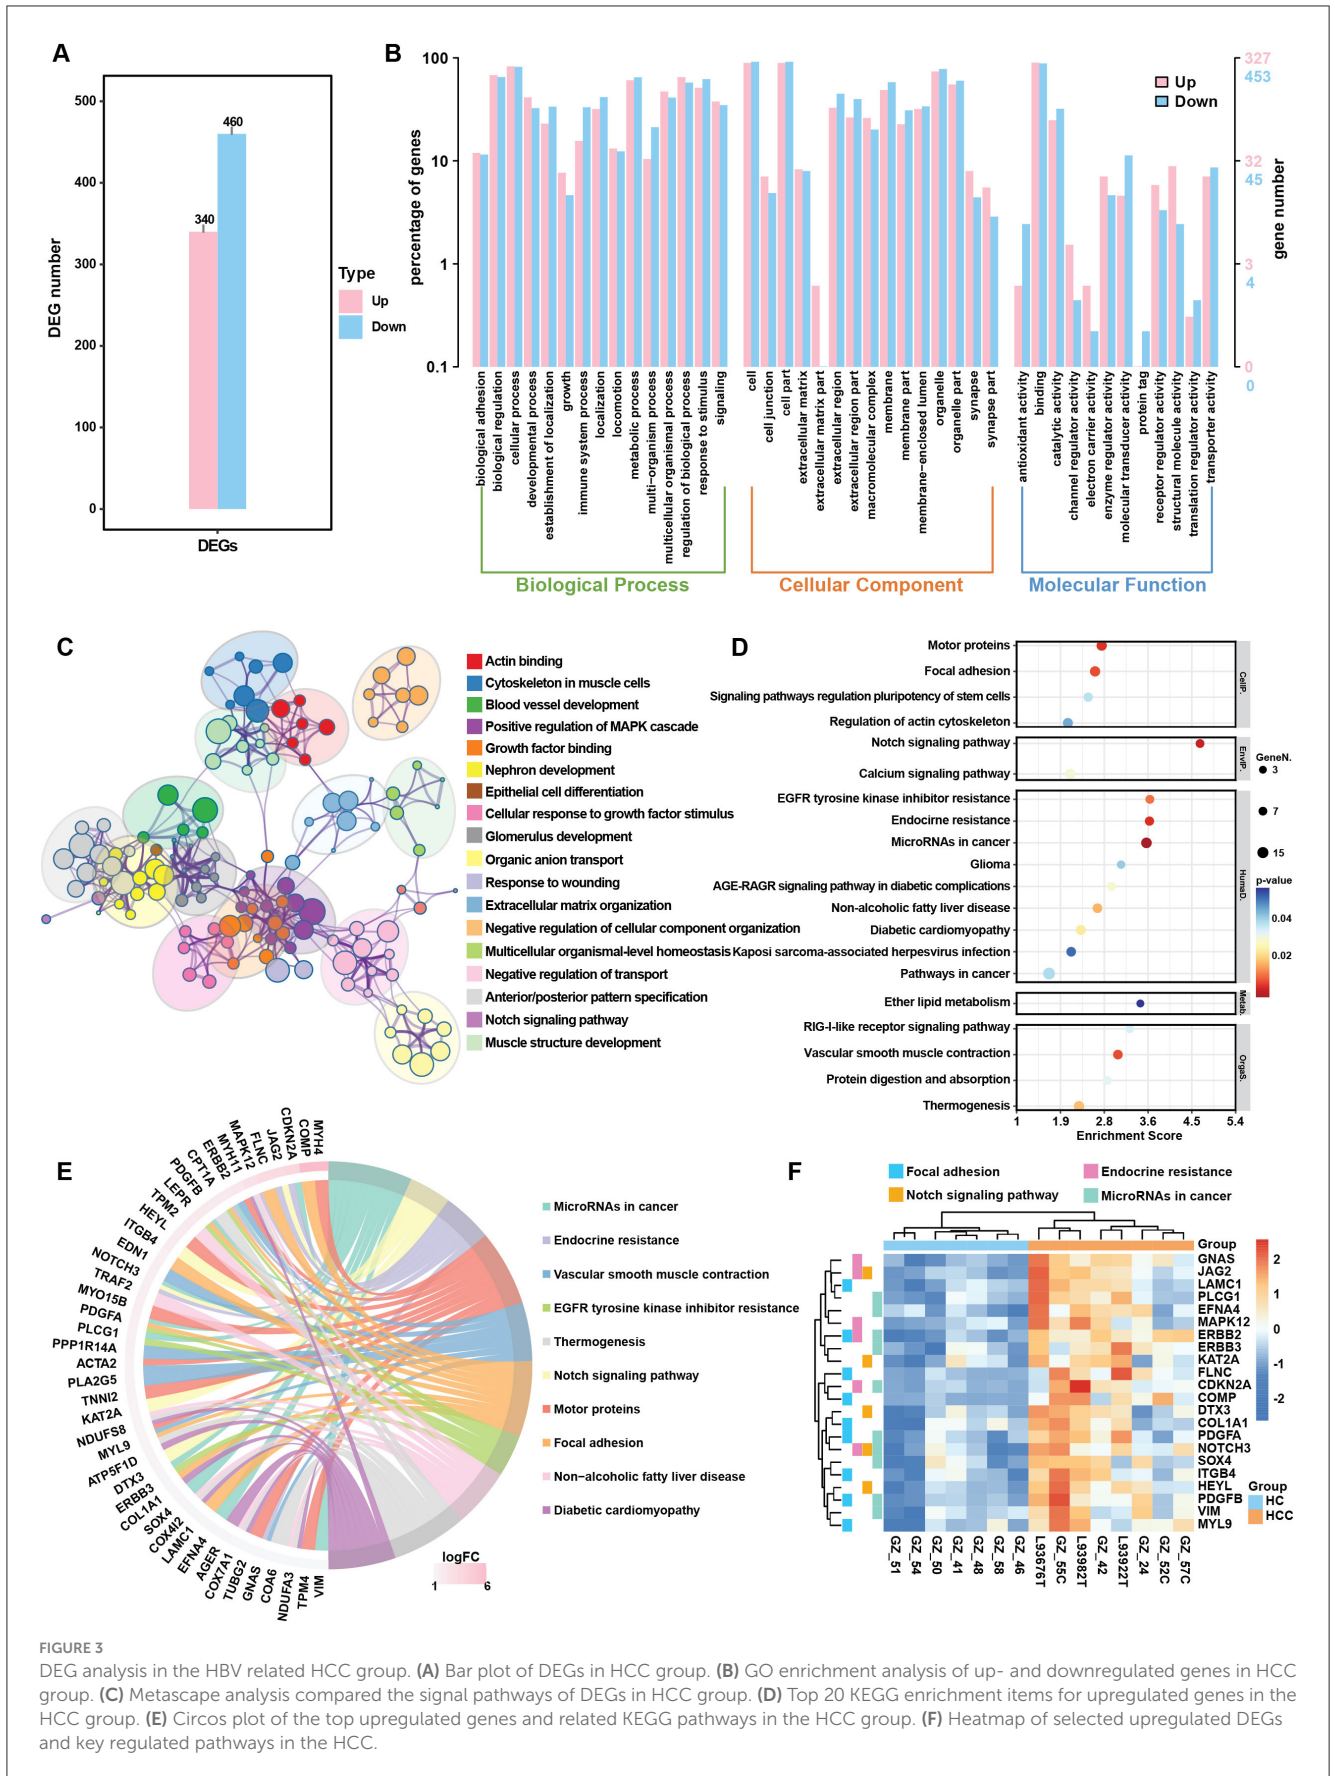 A
500
400
300
200
100
0
460
340
DEG number
DEGs
Type
Up
Down
B
100
10
1
0.1
percentage of genes
Up
Down
327
453
32
45
3
4
0
0
gene number
biological adhesion
biological regulation
cellular process
developmental process
establishment of localization
growth
immune system process
localization
locomotion
metabolic process
multi-organism process
multicellular organismal process
regulation of biological process
response to stimulus
signaling
cell
cell junction
cell part
extracellular matrix
extracellular matrix part
extracellular region
extracellular region part
macromolecular complex
membrane
membrane part
membrane-enclosed lumen
organelle
organelle part
synapse
synapse part
antioxidant activity
binding
catalytic activity
channel regulator activity
electron carrier activity
enzyme regulator activity
molecular transducer activity
protein tag
receptor regulator activity
structural molecule activity
translation regulator activity
transporter activity
Biological Process
Cellular Component
Molecular Function
C
Actin binding
Cytoskeleton in muscle cells
Blood vessel development
Positive regulation of MAPK cascade
Growth factor binding
Nephron development
Epithelial cell differentiation
Cellular response to growth factor stimulus
Glomerulus development
Organic anion transport
Response to wounding
Extracellular matrix organization
Negative regulation of cellular component organization
Multicellular organismal-level homeostasis
Negative regulation of transport
Anterior/posterior pattern specification
Notch signaling pathway
Muscle structure development
D
Motor proteins
Focal adhesion
Signaling pathways regulation pluripotency of stem cells
Regulation of actin cytoskeleton
Notch signaling pathway
Calcium signaling pathway
EGFR tyrosine kinase inhibitor resistance
Endocirne resistance
MicroRNAs in cancer
Glioma
AGE-RAGR signaling pathway in diabetic complications
Non-alcoholic fatty liver disease
Diabetic cardiomyopathy
Kaposi sarcoma-associated herpesvirus infection
Pathways in cancer
Ether lipid metabolism
RIG-I-like receptor signaling pathway
Vascular smooth muscle contraction
Protein digestion and absorption
Thermogenesis
CellP.
EnvIP.
HumaD.
Metab.
OrgaS.
1
1.9
2.8
3.6
4.5
5.4
Enrichment Score
GeneN.
3
7
15
p-value
0.04
0.02
E
MYH4
COMP
CDKN2A
JAG2
FLNC
MAPK12
MYH11
ERBB2
CPT1A
PDGFB
LEPR
TPM2
HEYL
ITGB4
EDN1
NOTCH3
TRAF2
MYO15B
PDGFA
PLCG1
PPP1R14A
ACTA2
PLA2G5
TNNI2
KAT2A
NDUFS8
MYL9
ATP5F1D
DTX3
ERBB3
COL1A1
SOX4
COX4I2
LAMC1
EFNA4
AGER
COX7A1
TUBG2
GNAS
COA6
NDUFA3
TPM4
VIM
MicroRNAs in cancer
Endocrine resistance
Vascular smooth muscle contraction
EGFR tyrosine kinase inhibitor resistance
Thermogenesis
Notch signaling pathway
Motor proteins
Focal adhesion
Non−alcoholic fatty liver disease
Diabetic cardiomyopathy
logFC
1
6
F
Focal adhesion
Notch signaling pathway
Endocrine resistance
MicroRNAs in cancer
Group
GNAS
JAG2
LAMC1
PLCG1
EFNA4
MAPK12
ERBB2
ERBB3
KAT2A
FLNC
CDKN2A
COMP
DTX3
COL1A1
PDGFA
NOTCH3
SOX4
ITGB4
HEYL
PDGFB
VIM
MYL9
2
1
0
-1
-2
Group
HC
HCC
GZ_51
GZ_54
GZ_50
GZ_41
GZ_48
GZ_58
GZ_46
L93676T
GZ_55C
L93982T
GZ_42
L93922T
GZ_24
GZ_52C
GZ_57C
FIGURE 3
DEG analysis in the HBV related HCC group. (A) Bar plot of DEGs in HCC group. (B) GO enrichment analysis of up- and downregulated genes in HCC
group. (C) Metascape analysis compared the signal pathways of DEGs in HCC group. (D) Top 20 KEGG enrichment items for upregulated genes in the
HCC group. (E) Circos plot of the top upregulated genes and related KEGG pathways in the HCC group. (F) Heatmap of selected upregulated DEGs
and key regulated pathways in the HCC.